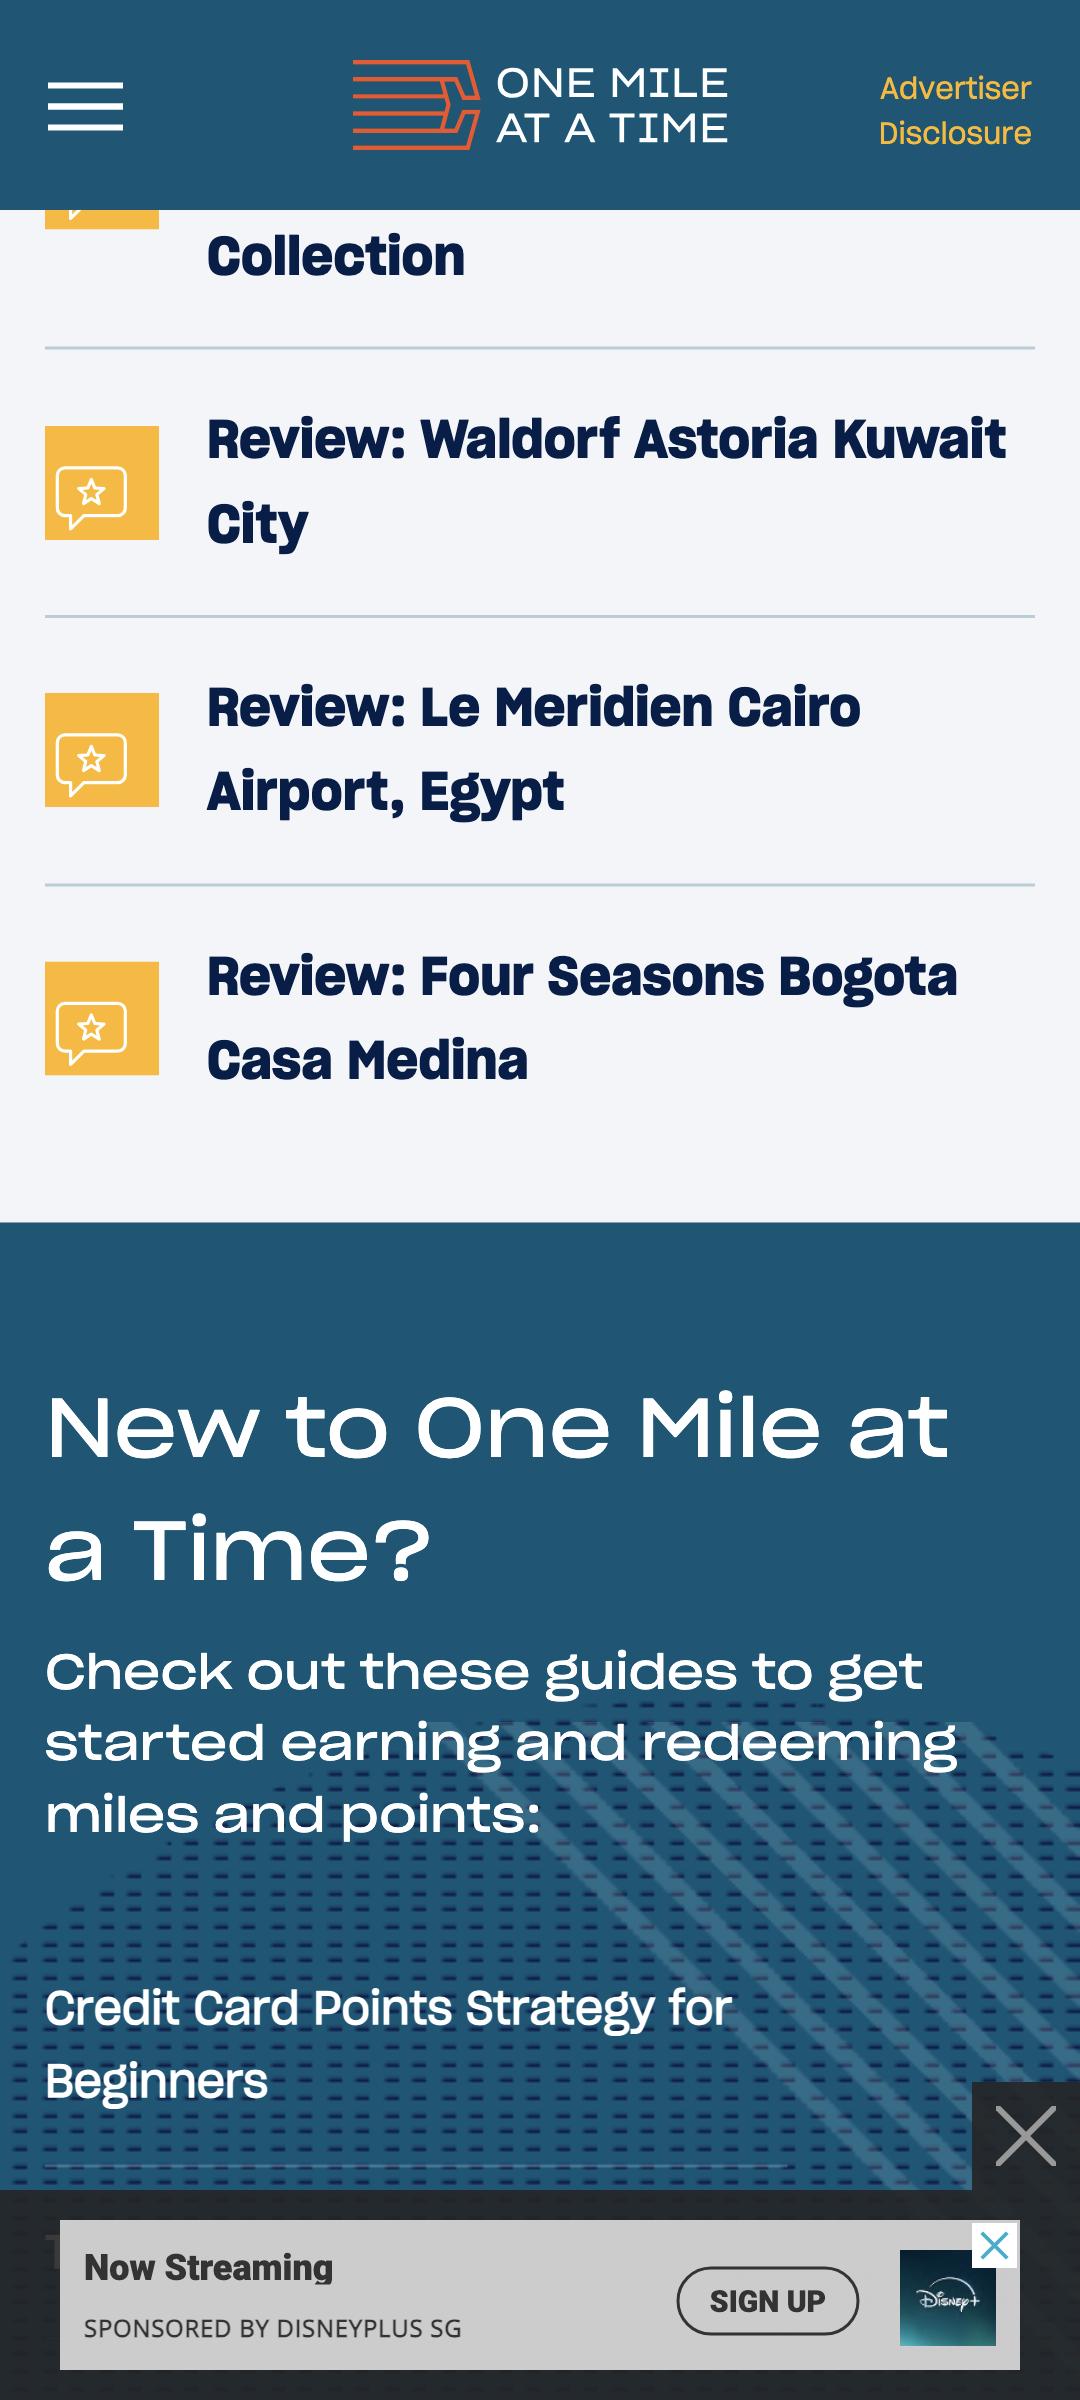 ONE MILE
AT A TIME
Advertiser
Disclosure
Collection
Review: Waldorf Astoria Kuwait
City
Review: Le Meridien Cairo
Airport, Egypt
Review: Four Seasons Bogota
Casa Medina
New to One Mile at
a Time?
Check out these guides to get
started earning and redeeming
miles and points:
Credit Card Points Strategy for
Beginners
Now Streaming
SPONSORED BY DISNEYPLUS SG
SIGN UP
Disney+